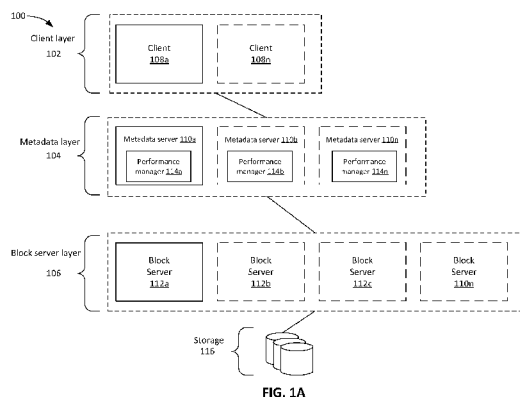 100
Client layer
102
Client
108a
Client
108n
Metadata layer
104
Metadata server 110a
Performance
manager 114a
Metadata server 110b
Performance
manager 114b
Metadata server 110n
Performance
manager 114n
Block server layer
106
Block
Server
112a
Block
Server
112b
Block
Server
112c
Block
Server
110n
Storage
116
FIG. 1A